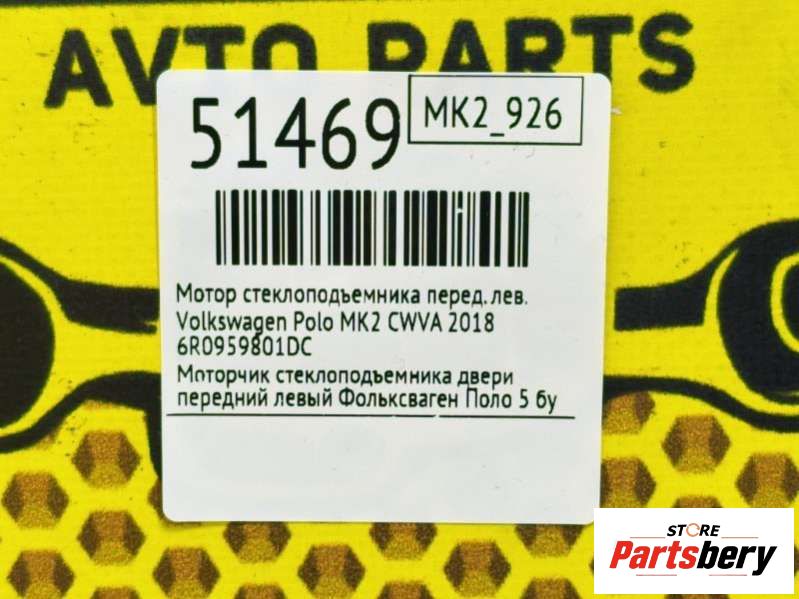 AVTO PARTS
51469
MK2_926
Мотор стеклоподъемника перед. лев.
Volkswagen Polo MK2 CWVA 2018
6R0959801DC
Моторчик стеклоподъемника двери
передний левый Фольксваген Поло 5 бу
STORE
Partsbery